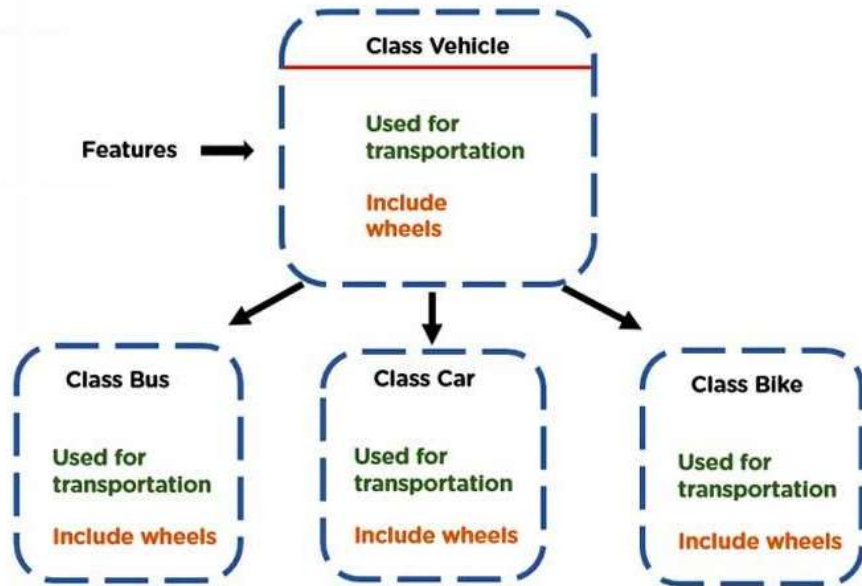 Class Vehicle
Features
Used for
transportation
Include
wheels
Class Bus
Used for
transportation
Include wheels
Class Car
Used for
transportation
Include wheels
Class Bike
Used for
transportation
Include wheels